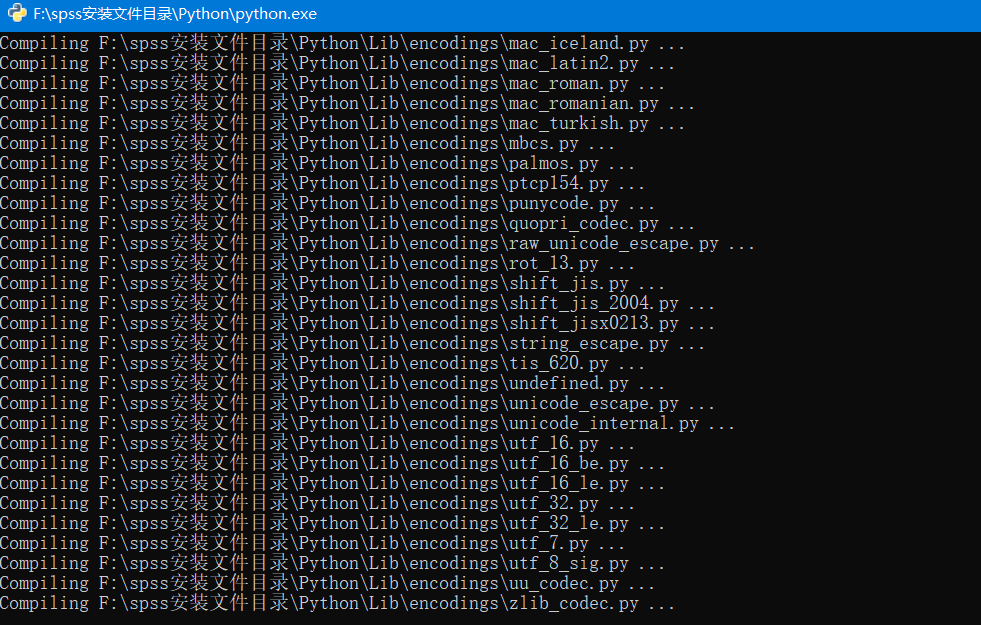 F:\spss安装文件目录\Python\python.exe
Compiling F:\spss安装文件目录\Python\Lib\encodings\mac_iceland.py ...
Compiling F:\spss安装文件目录\Python\Lib\encodings\mac_latin2.py ...
Compiling F:\spss安装文件目录\Python\Lib\encodings\mac_roman.py ...
Compiling F:\spss安装文件目录\Python\Lib\encodings\mac_romanian.py ...
Compiling F:\spss安装文件目录\Python\Lib\encodings\mac_turkish.py ...
Compiling F:\spss安装文件目录\Python\Lib\encodings\mbcs.py ...
Compiling F:\spss安装文件目录\Python\Lib\encodings\palmos.py ...
Compiling F:\spss安装文件目录\Python\Lib\encodings\ptcp154.py ...
Compiling F:\spss安装文件目录\Python\Lib\encodings\punycode.py ...
Compiling F:\spss安装文件目录\Python\Lib\encodings\quopri_codec.py ...
Compiling F:\spss安装文件目录\Python\Lib\encodings\raw_unicode_escape.py ...
Compiling F:\spss安装文件目录\Python\Lib\encodings\rot_13.py ...
Compiling F:\spss安装文件目录\Python\Lib\encodings\shift_jis.py ...
Compiling F:\spss安装文件目录\Python\Lib\encodings\shift_jis_2004.py ...
Compiling F:\spss安装文件目录\Python\Lib\encodings\shift_jisx0213.py ...
Compiling F:\spss安装文件目录\Python\Lib\encodings\string_escape.py ...
Compiling F:\spss安装文件目录\Python\Lib\encodings\tis_620.py ...
Compiling F:\spss安装文件目录\Python\Lib\encodings\undefined.py ...
Compiling F:\spss安装文件目录\Python\Lib\encodings\unicode_escape.py ...
Compiling F:\spss安装文件目录\Python\Lib\encodings\unicode_internal.py ...
Compiling F:\spss安装文件目录\Python\Lib\encodings\utf_16.py ...
Compiling F:\spss安装文件目录\Python\Lib\encodings\utf_16_be.py ...
Compiling F:\spss安装文件目录\Python\Lib\encodings\utf_16_le.py ...
Compiling F:\spss安装文件目录\Python\Lib\encodings\utf_32.py ...
Compiling F:\spss安装文件目录\Python\Lib\encodings\utf_32_le.py ...
Compiling F:\spss安装文件目录\Python\Lib\encodings\utf_7.py ...
Compiling F:\spss安装文件目录\Python\Lib\encodings\utf_8_sig.py ...
Compiling F:\spss安装文件目录\Python\Lib\encodings\uu_codec.py ...
Compiling F:\spss安装文件目录\Python\Lib\encodings\zlib_codec.py ...